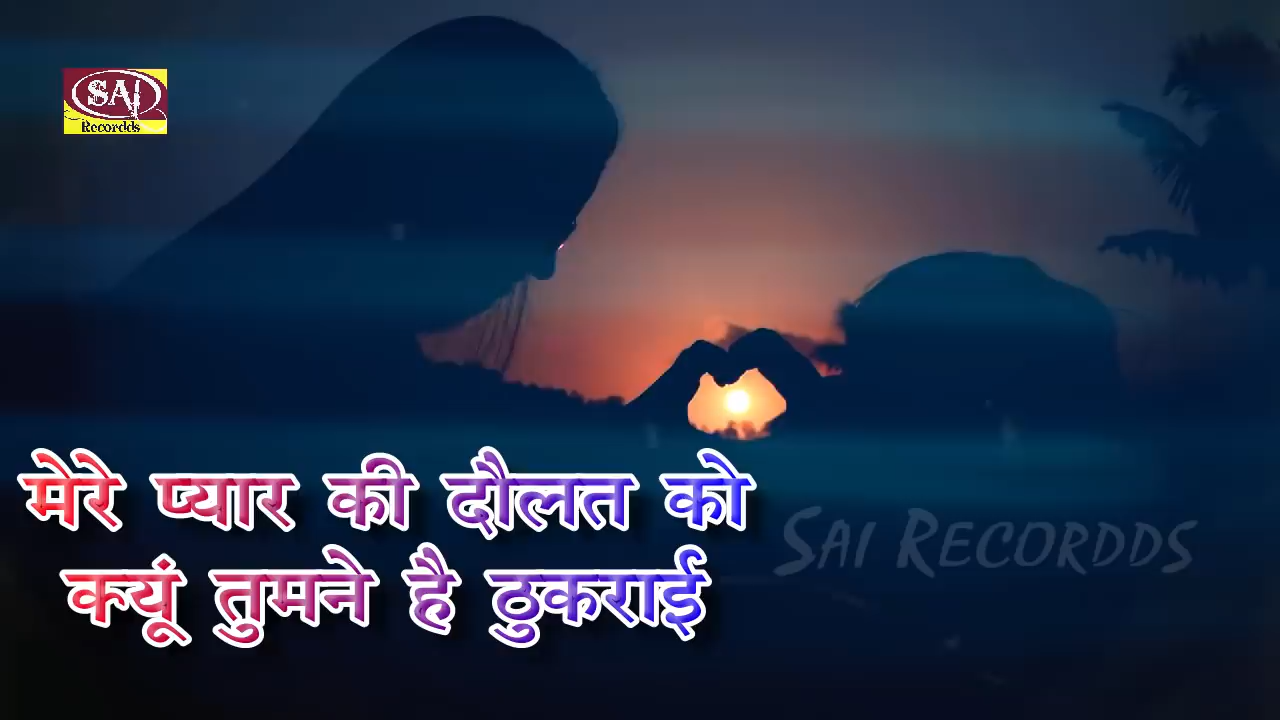 SAI
Recordds
मेरे प्यार की दौलत को
क्यूं तुमने है ठुकराई
SAI RECORDDS